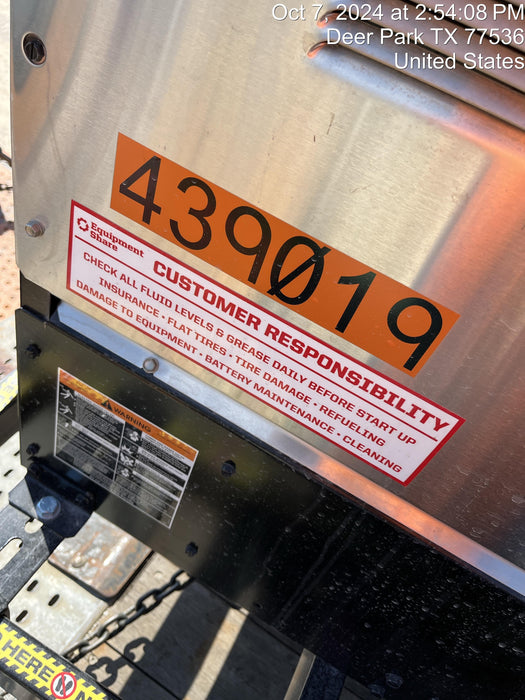 Oct 7, 2024 at 2:54:08 PM
Deer Park TX 77536
United States
439Ø19
Equipment
Share
CUSTOMER RESPONSIBILITY
CHECK ALL FLUID LEVELS & GREASE DAILY BEFORE START UP
INSURANCE • FLAT TIRES • TIRE DAMAGE • REFUELING
DAMAGE TO EQUIPMENT • BATTERY MAINTENANCE • CLEANING
WARNING
HERE